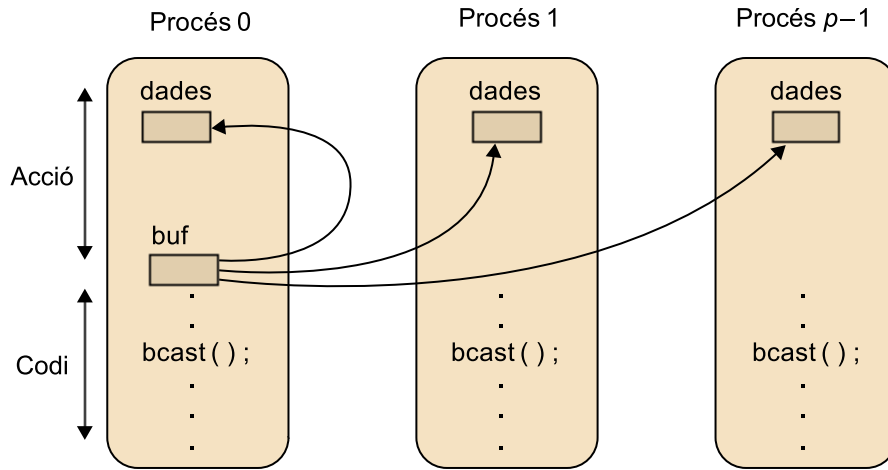 Procés 0
Procés 1
Procés p–1
dades
dades
dades
Acció
buf
Codi
bcast();
bcast();
bcast();